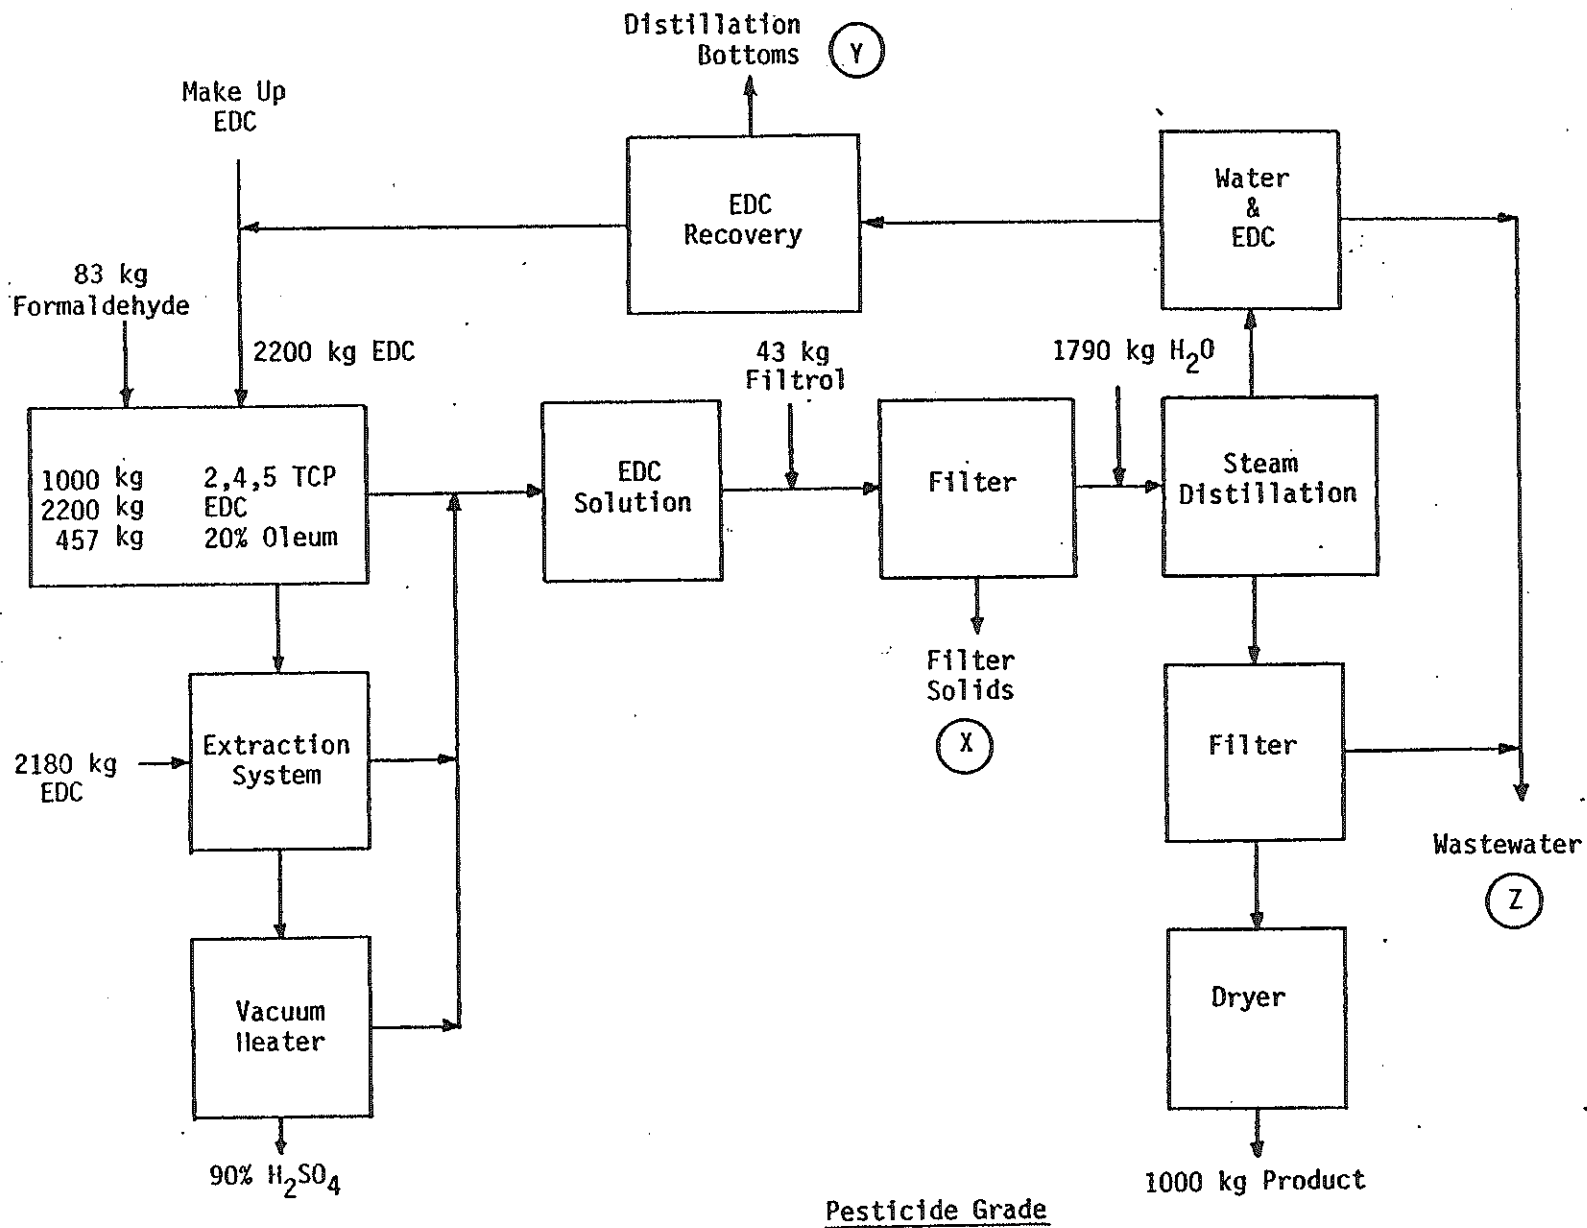 Distillation
Bottoms
Y
Make Up
EDC
EDC
Recovery
Water
&
EDC
83 kg
Formaldehyde
2200 kg EDC
43 kg
Filtrol
1790 kg H₂O
1000 kg 2,4,5 TCP
2200 kg EDC
457 kg 20% Oleum
EDC
Solution
Filter
Steam
Distillation
Filter
Solids
X
2180 kg
EDC
Extraction
System
Filter
Wastewater
Z
Vacuum
Heater
Dryer
90% H₂SO₄
1000 kg Product
Pesticide Grade